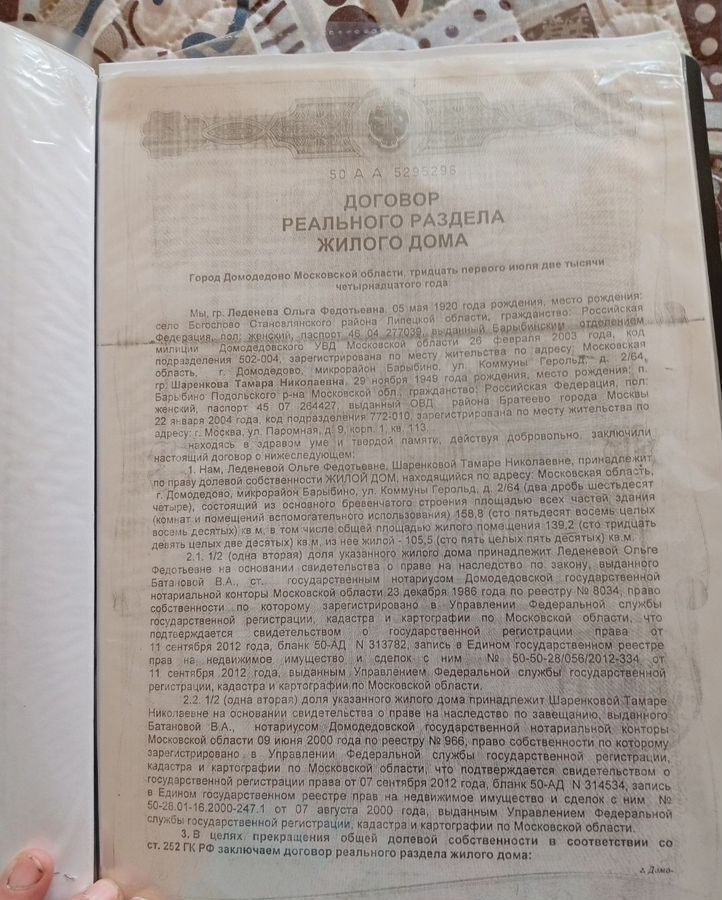 50 А А 5295296
ДОГОВОР
РЕАЛЬНОГО РАЗДЕЛА
ЖИЛОГО ДОМА
Город Домодедово Московской области, тридцать первого июля две тысячи
четырнадцатого года
Мы, гр. Леденева Ольга Федотьевна, 05 мая 1920 года рождения, место рождения:
село Богослово Становлянского района Липецкой области, гражданство: Российская
Федерация, пол: женский, паспорт 46 04 277039, выданный Барыбинским отделением
милиции Домодедовского УВД Московской области 26 февраля 2003 года, код
подразделения 502-004, зарегистрирована по месту жительства по адресу: Московская
область, г. Домодедово, микрорайон Барыбино, ул. Коммуны Герольд, д. 2/64,
гр. Шаренкова Тамара Николаевна, 29 ноября 1949 года рождения, место рождения: п.
Барыбино Подольского р-на Московской обл., гражданство: Российская Федерация, пол:
женский, паспорт 45 07 264427, выданный ОВД района Братеево города Москвы
22 января 2004 года, код подразделения 772-010, зарегистрирована по месту жительства по
адресу: г. Москва, ул. Паромная, д. 9, корп. 1, кв. 113,
находясь в здравом уме и твердой памяти, действуя добровольно, заключили
настоящий договор о нижеследующем:
1. Нам, Леденевой Ольге Федотьевне, Шаренковой Тамаре Николаевне, принадлежит
по праву долевой собственности ЖИЛОЙ ДОМ, находящийся по адресу: Московская область,
г. Домодедово, микрорайон Барыбино, ул. Коммуны Герольд, д. 2/64 (два дробь шестьдесят
четыре), состоящий из основного бревенчатого строения площадью всех частей здания
(комнат и помещений вспомогательного использования) 158,8 (сто пятьдесят восемь целых
восемь десятых) кв.м, в том числе общей площадью жилого помещения 139,2 (сто тридцать
девять целых две десятых) кв.м, из нее жилой - 105,5 (сто пять целых пять десятых) кв.м.
2.1. 1/2 (одна вторая) доля указанного жилого дома принадлежит Леденевой Ольге
Федотьевне на основании свидетельства о праве на наследство по закону, выданного
Батановой В.А., ст. государственным нотариусом Домодедовской государственной
нотариальной конторы Московской области 23 декабря 1986 года по реестру № 8034, право
собственности по которому зарегистрировано в Управлении Федеральной службы
государственной регистрации, кадастра и картографии по Московской области, что
подтверждается свидетельством о государственной регистрации права от
11 сентября 2012 года, бланк 50-АД N 313782, запись в Едином государственном реестре
прав на недвижимое имущество и сделок с ним № 50-50-28/056/2012-334 от
11 сентября 2012 года, выданным Управлением Федеральной службы государственной
регистрации, кадастра и картографии по Московской области.
2.2. 1/2 (одна вторая) доля указанного жилого дома принадлежит Шаренковой Тамаре
Николаевне на основании свидетельства о праве на наследство по завещанию, выданного
Батановой В.А., нотариусом Домодедовской государственной нотариальной конторы
Московской области 09 июня 2000 года по реестру № 966, право собственности по которому
зарегистрировано в Управлении Федеральной службы государственной регистрации,
кадастра и картографии по Московской области, что подтверждается свидетельством о
государственной регистрации права от 07 сентября 2012 года, бланк 50-АД N 314534, запись
в Едином государственном реестре прав на недвижимое имущество и сделок с ним №
50-28.01-16.2000-247.1 от 07 августа 2000 года, выданным Управлением Федеральной
службы государственной регистрации, кадастра и картографии по Московской области.
3. В целях прекращения общей долевой собственности в соответствии со
ст. 252 ГК РФ заключаем договор реального раздела жилого дома:
г. Домо-